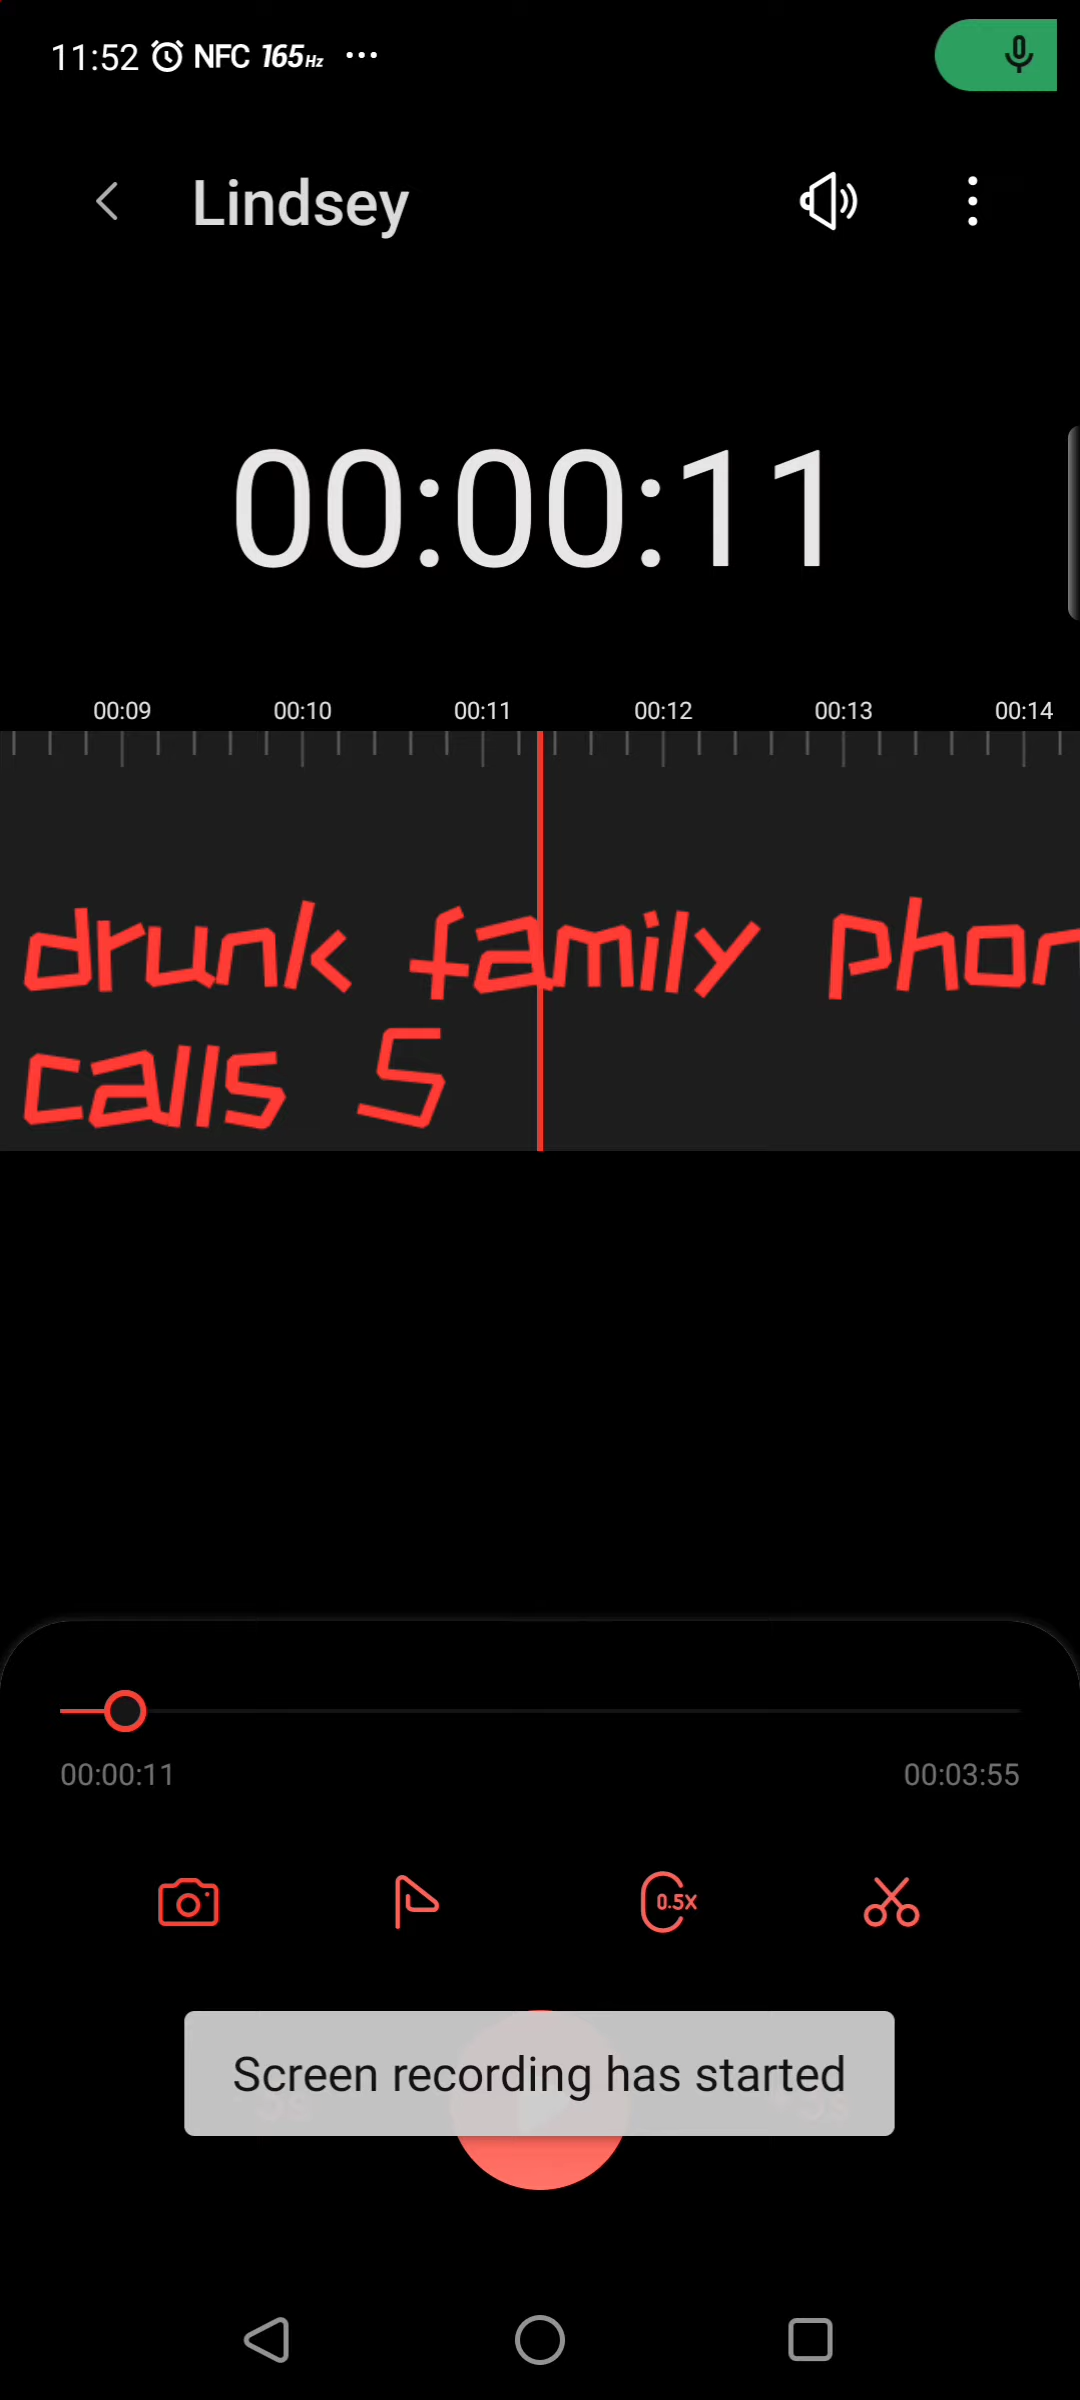 11:52 NFC 165Hz ...
Lindsey
00:00:11
00:09 00:10 00:11 00:12 00:13 00:14
drunk family phon
calls 5
00:00:11 00:03:55
0.5X
Screen recording has started